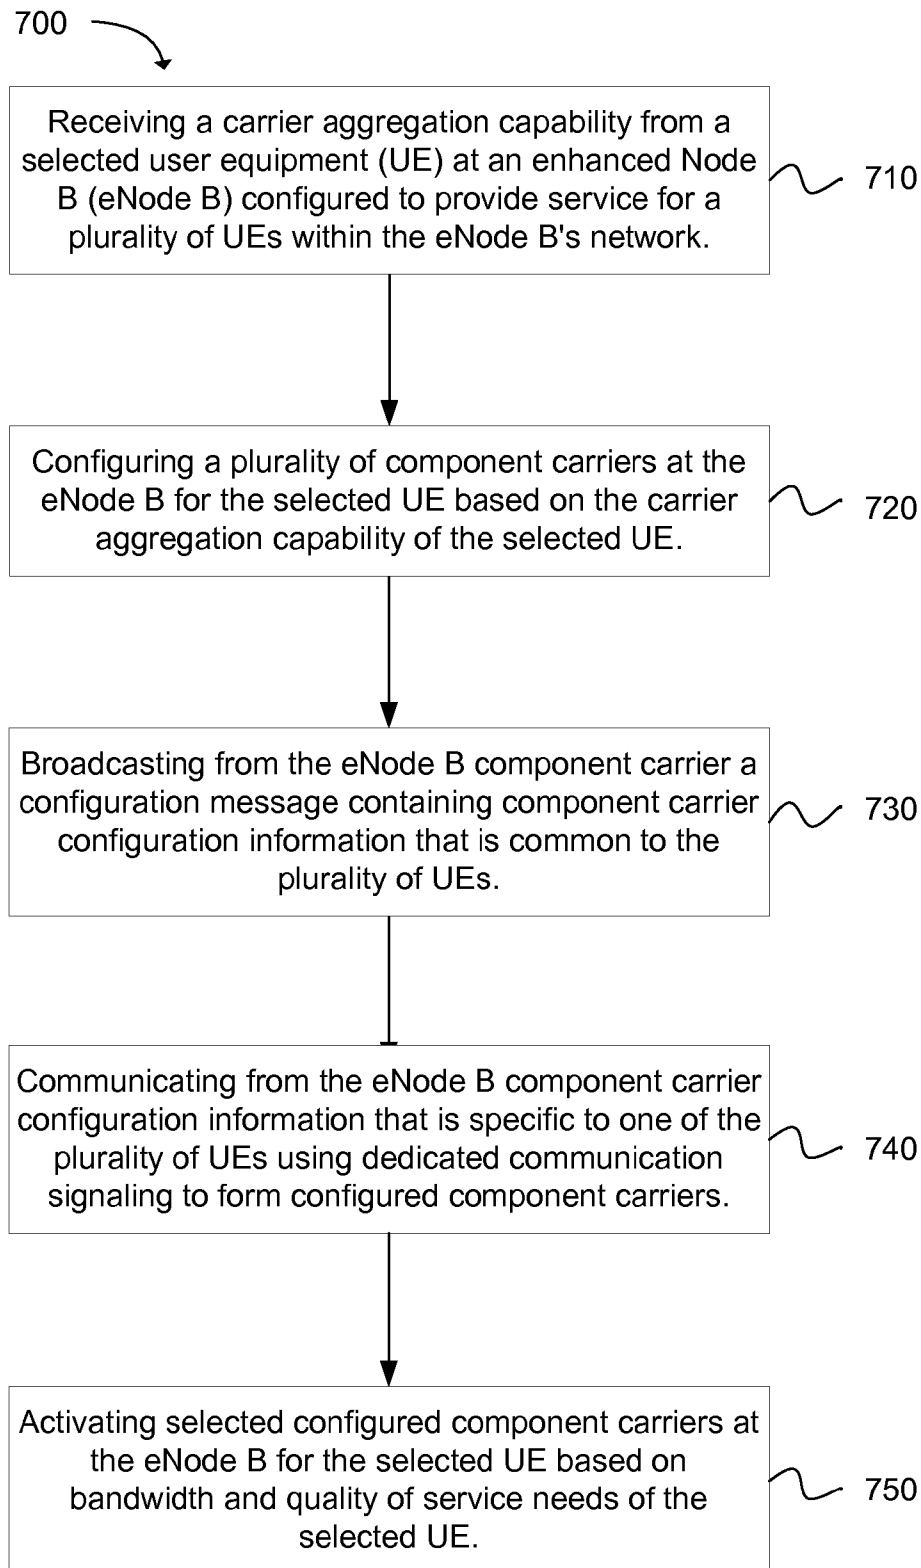 700
Receiving a carrier aggregation capability from a
selected user equipment (UE) at an enhanced Node
B (eNode B) configured to provide service for a
plurality of UEs within the eNode B's network.
710
Configuring a plurality of component carriers at the
eNode B for the selected UE based on the carrier
aggregation capability of the selected UE.
720
Broadcasting from the eNode B component carrier a
configuration message containing component carrier
configuration information that is common to the
plurality of UEs.
730
Communicating from the eNode B component carrier
configuration information that is specific to one of the
plurality of UEs using dedicated communication
signaling to form configured component carriers.
740
Activating selected configured component carriers at
the eNode B for the selected UE based on
bandwidth and quality of service needs of the
selected UE.
750